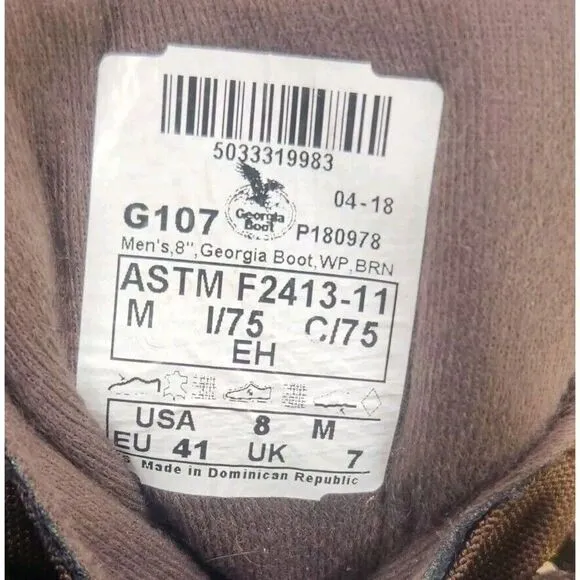 5033319983
04-18
G107 Georgia Boot P180978
Men's,8",Georgia Boot,WP,BRN
ASTM F2413-11
M I/75 C/75
EH
USA 8 M
EU 41 UK 7
Made in Dominican Republic